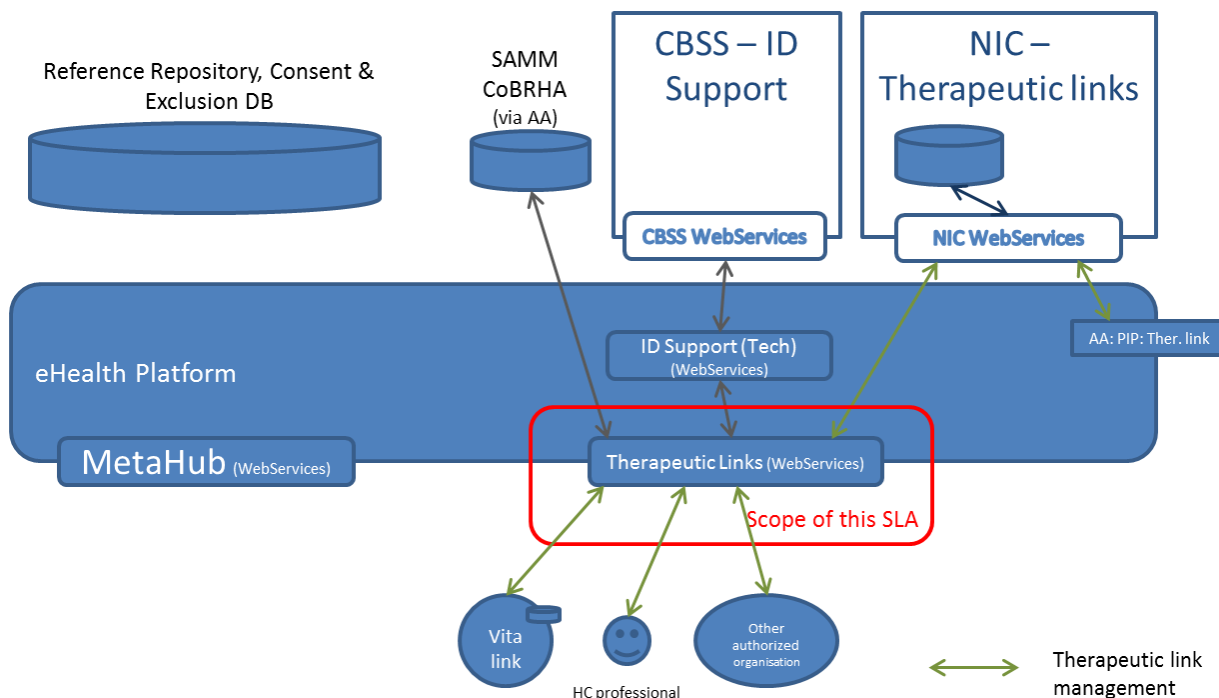 Reference Repository, Consent &
Exclusion DB
SAMM
CoBRHA
(via AA)
CBSS – ID
Support
NIC –
Therapeutic links
CBSS WebServices
NIC WebServices
AA: PIP: Ther. link
ID Support (Tech)
(WebServices)
eHealth Platform
MetaHub (WebServices)
Therapeutic Links (WebServices)
Scope of this SLA
Vita
link
HC professional
Other
authorized
organisation
Therapeutic link
management